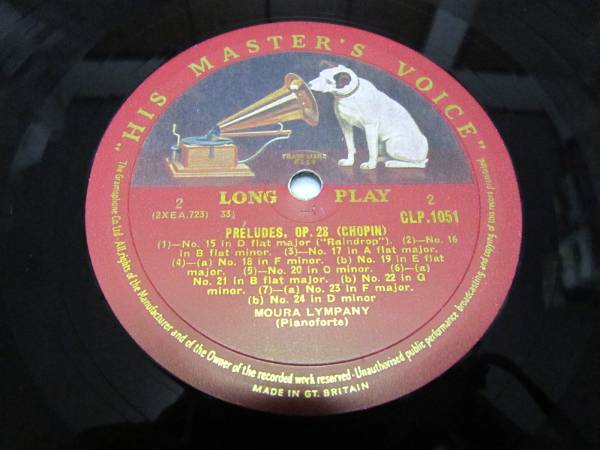 "HIS MASTER'S VOICE"
TRADE MARK
2 LONG PLAY 2
(2XEA.723) 33⅓ CLP.1051
PRELUDES, OP. 28 (CHOPIN)
(1)—No. 15 in D flat major ("Raindrop). (2)—No. 16
in B flat minor. (3)—No. 17 in A flat major.
(4)—(a) No. 18 in F minor. (b) No. 19 in E flat
major. (5)—No. 20 in C minor. (6)—(a)
No. 21 in B flat major. (b) No. 22 in G
minor. (7)—(a) No. 23 in F major.
(b) No. 24 in D minor
MOURA LYMPANY
(Pianoforte)
The Gramophone Co. Ltd. All rights of the Manufacturer and of the Owner of the recorded work reserved · Unauthorised public performance, broadcasting and copying of this record prohibited
MADE IN GT. BRITAIN